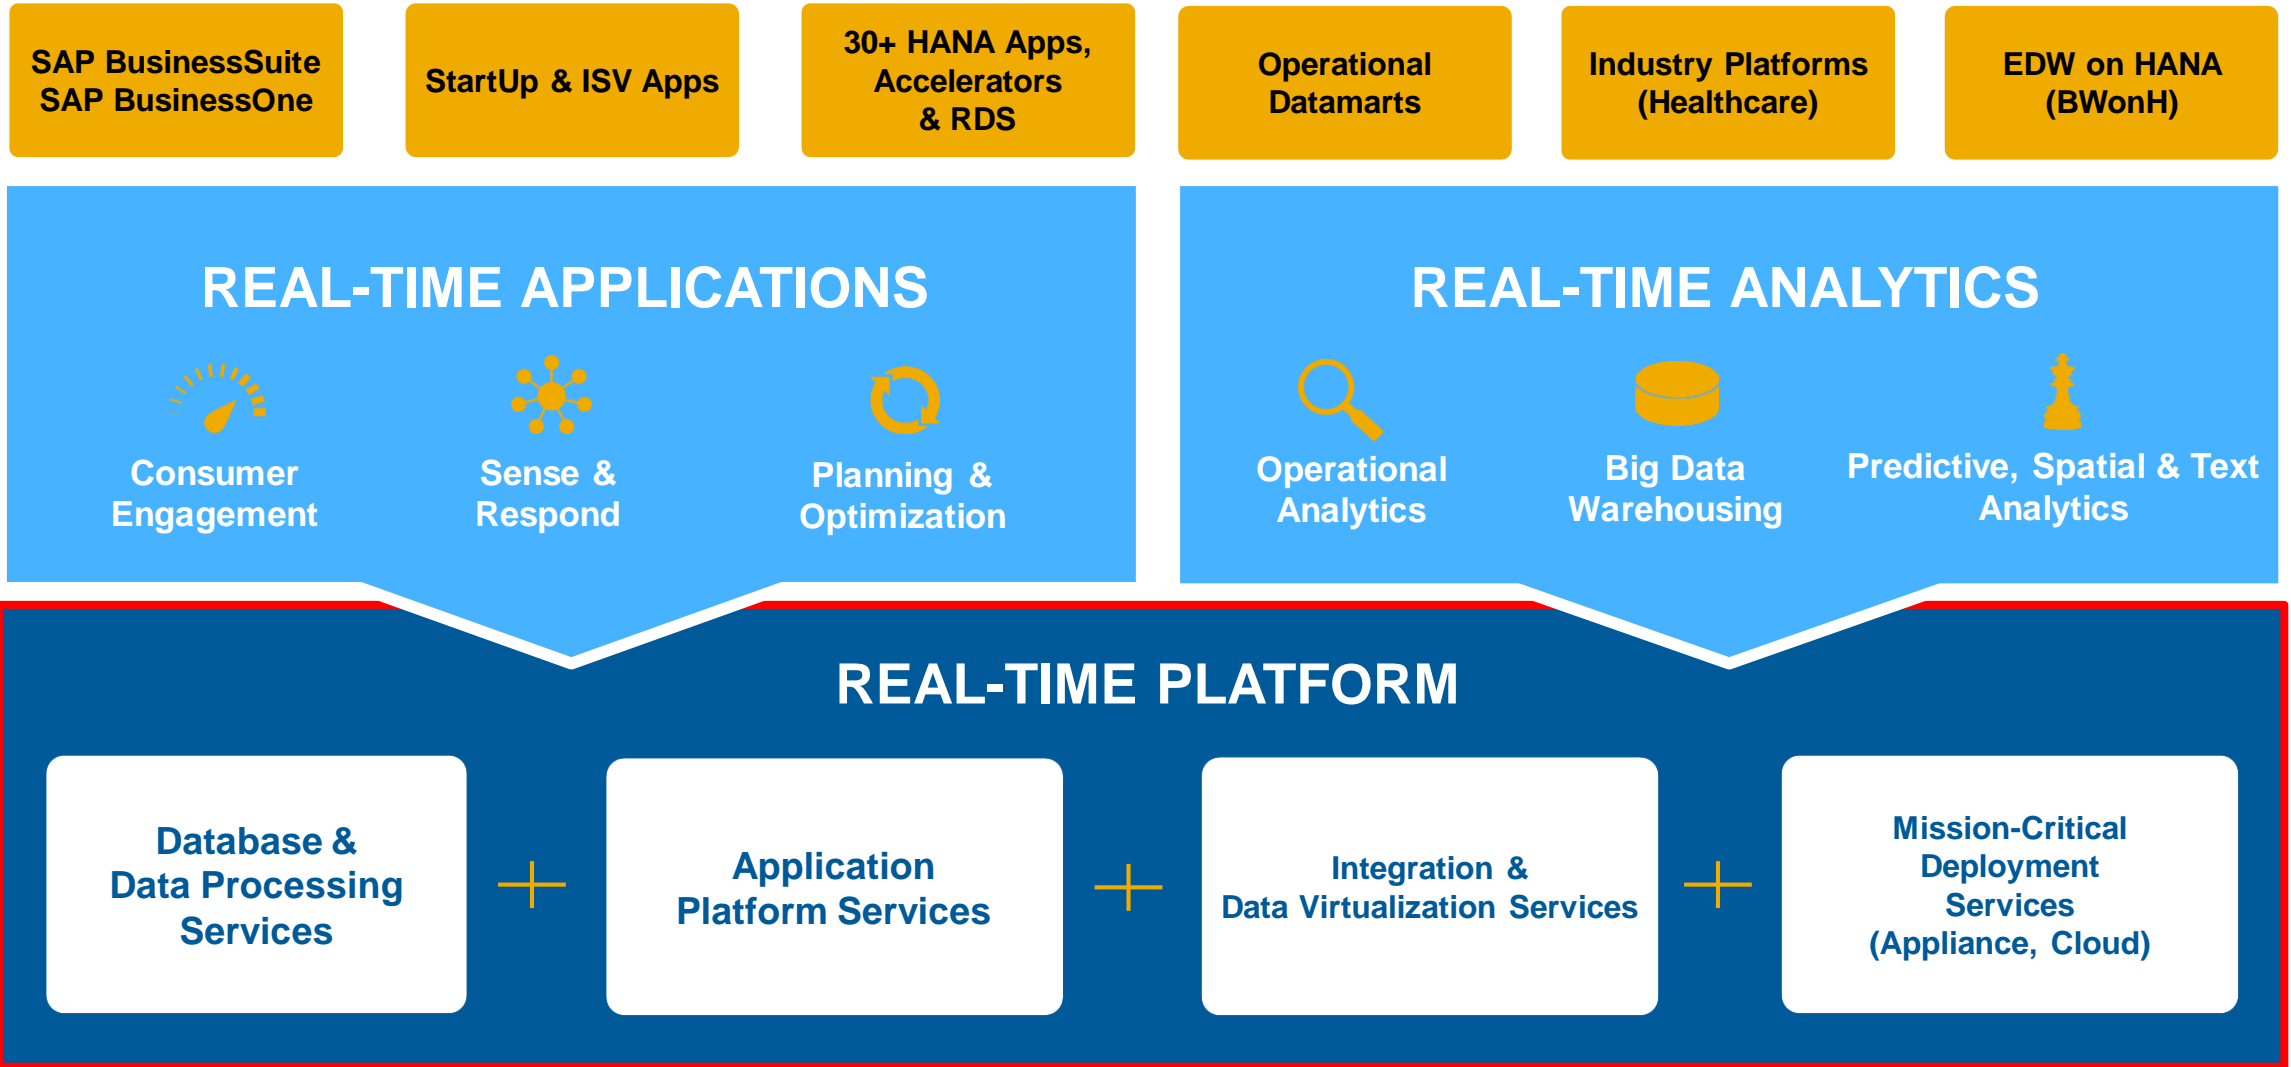 SAP BusinessSuite
SAP BusinessOne
StartUp & ISV Apps
30+ HANA Apps,
Accelerators
& RDS
Operational
Datamarts
Industry Platforms
(Healthcare)
EDW on HANA
(BWonH)
REAL-TIME APPLICATIONS
Consumer
Engagement
Sense &
Respond
Planning &
Optimization
REAL-TIME ANALYTICS
Operational
Analytics
Big Data
Warehousing
Predictive, Spatial & Text
Analytics
REAL-TIME PLATFORM
Database &
Data Processing
Services
Application
Platform Services
Integration &
Data Virtualization Services
Mission-Critical
Deployment
Services
(Appliance, Cloud)